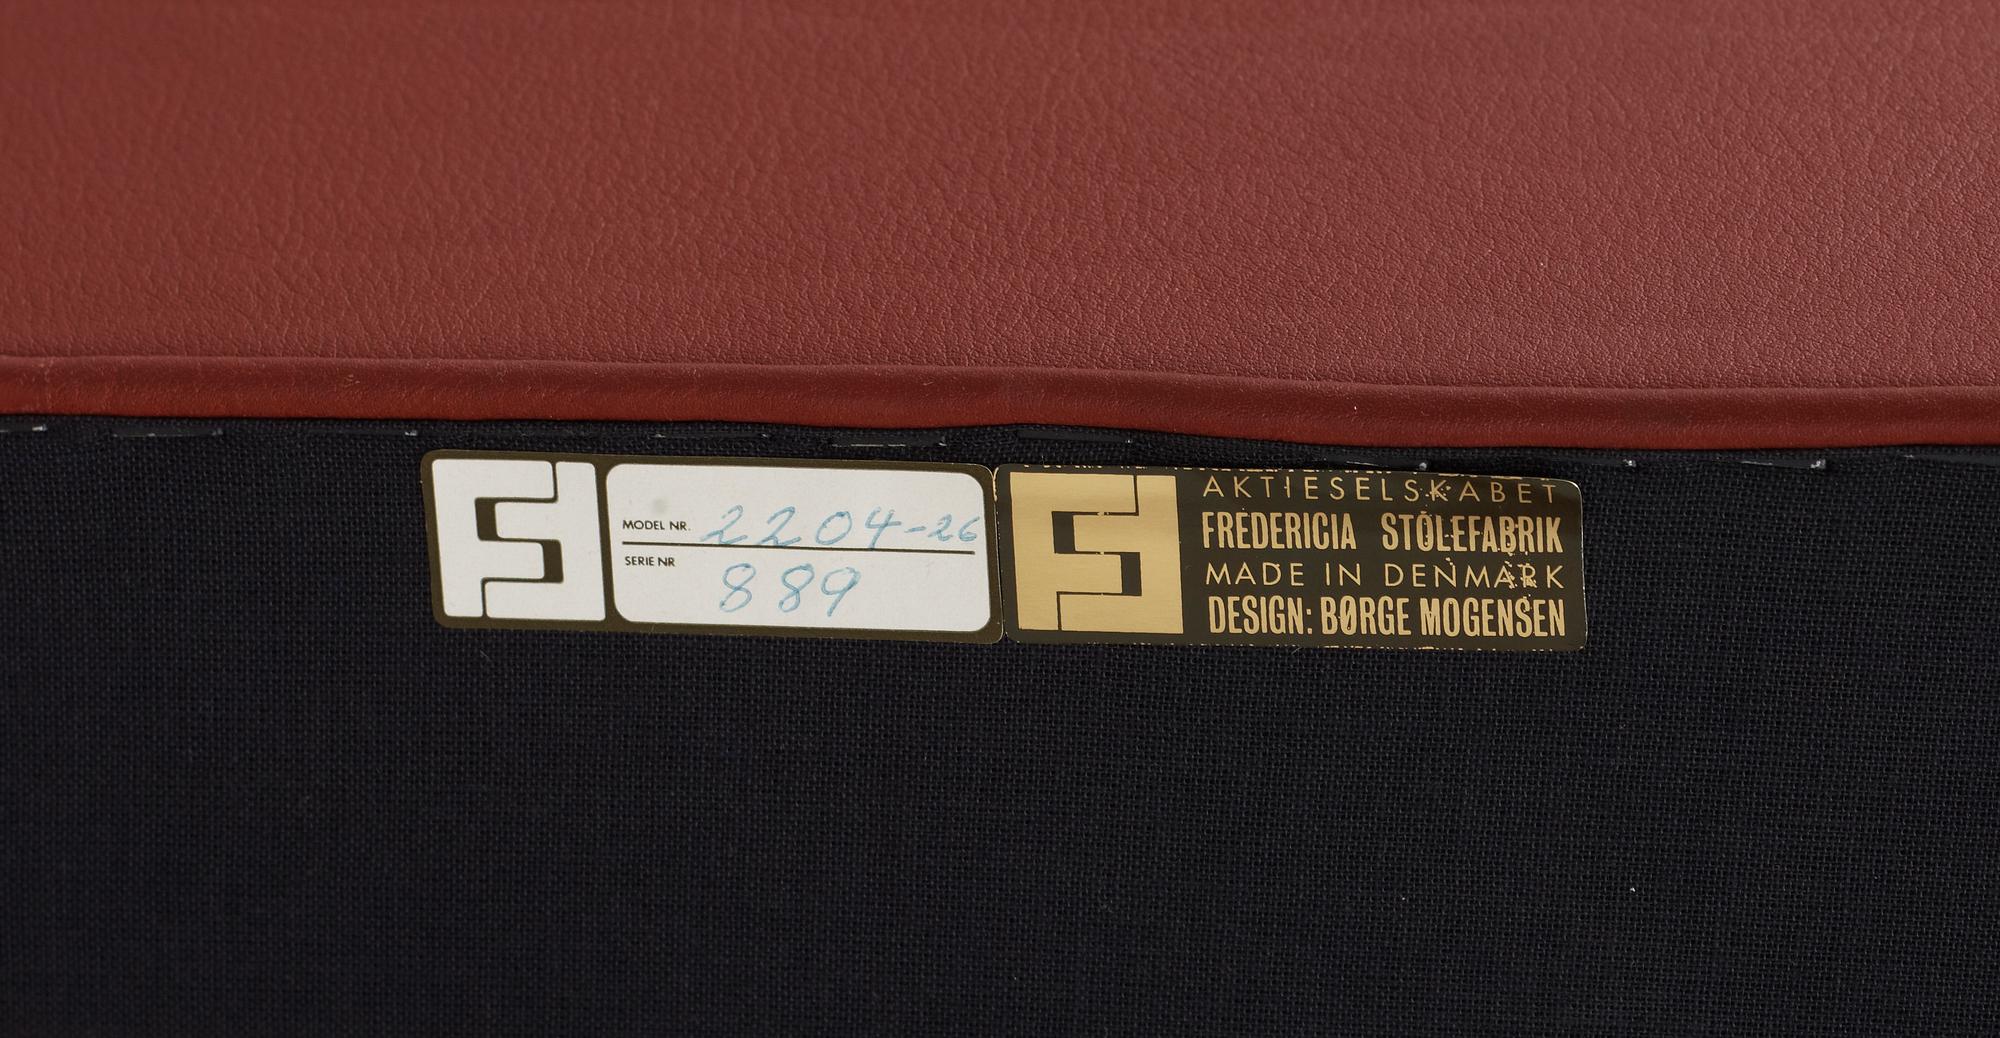 MODEL NR. 2204-26
SERIE NR 889
AKTIESELSKABET
FREDERICIA STOLEFABRIK
MADE IN DENMARK
DESIGN: BØRGE MOGENSEN